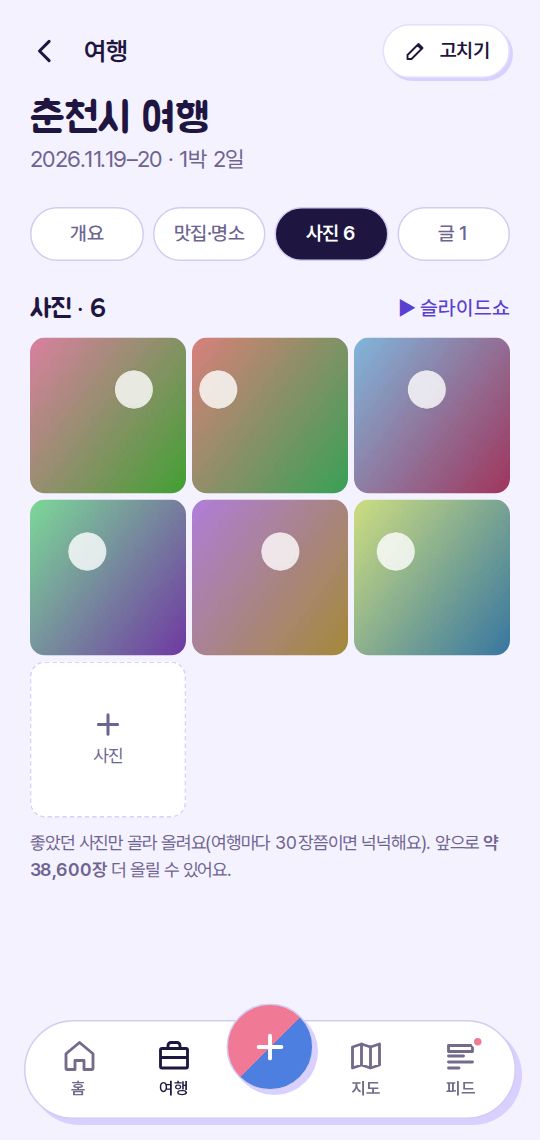 여행
고치기
춘천시 여행
2026.11.19–20 · 1박 2일
개요
맛집·명소
사진 6
글 1
사진 · 6
▶ 슬라이드쇼
사진
좋았던 사진만 골라 올려요(여행마다 30장쯤이면 넉넉해요). 앞으로 약
38,600장 더 올릴 수 있어요.
홈
여행
지도
피드